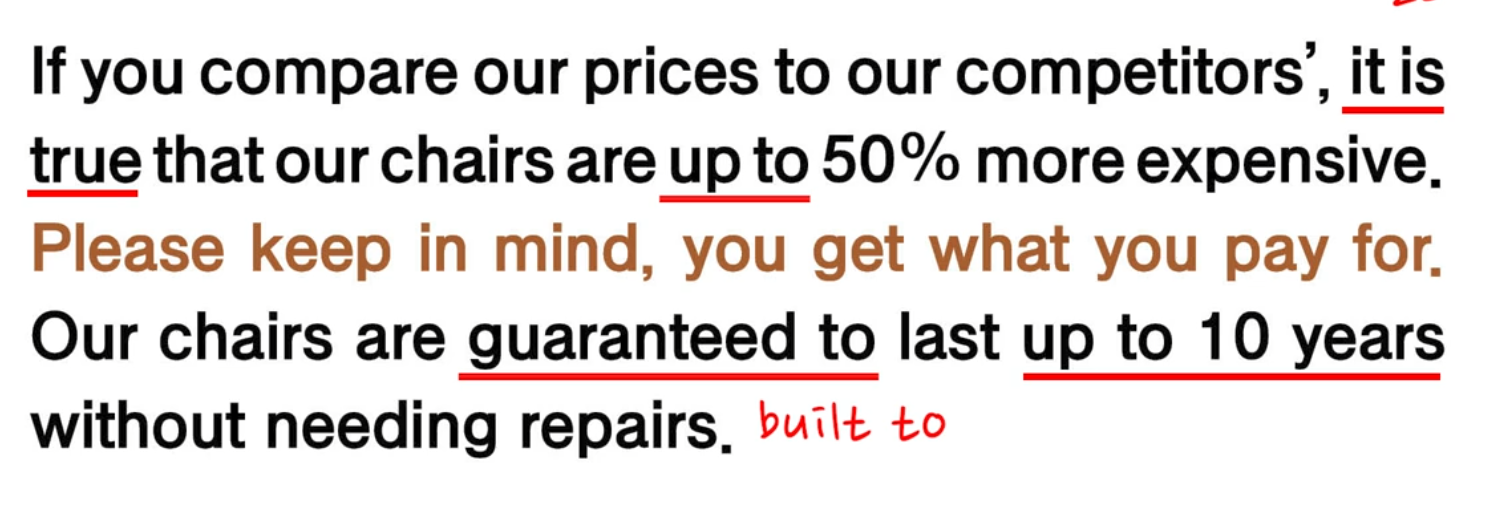 If you compare our prices to our competitors’, it is
true that our chairs are up to 50% more expensive.
Please keep in mind, you get what you pay for.
Our chairs are guaranteed to last up to 10 years
without needing repairs. built to